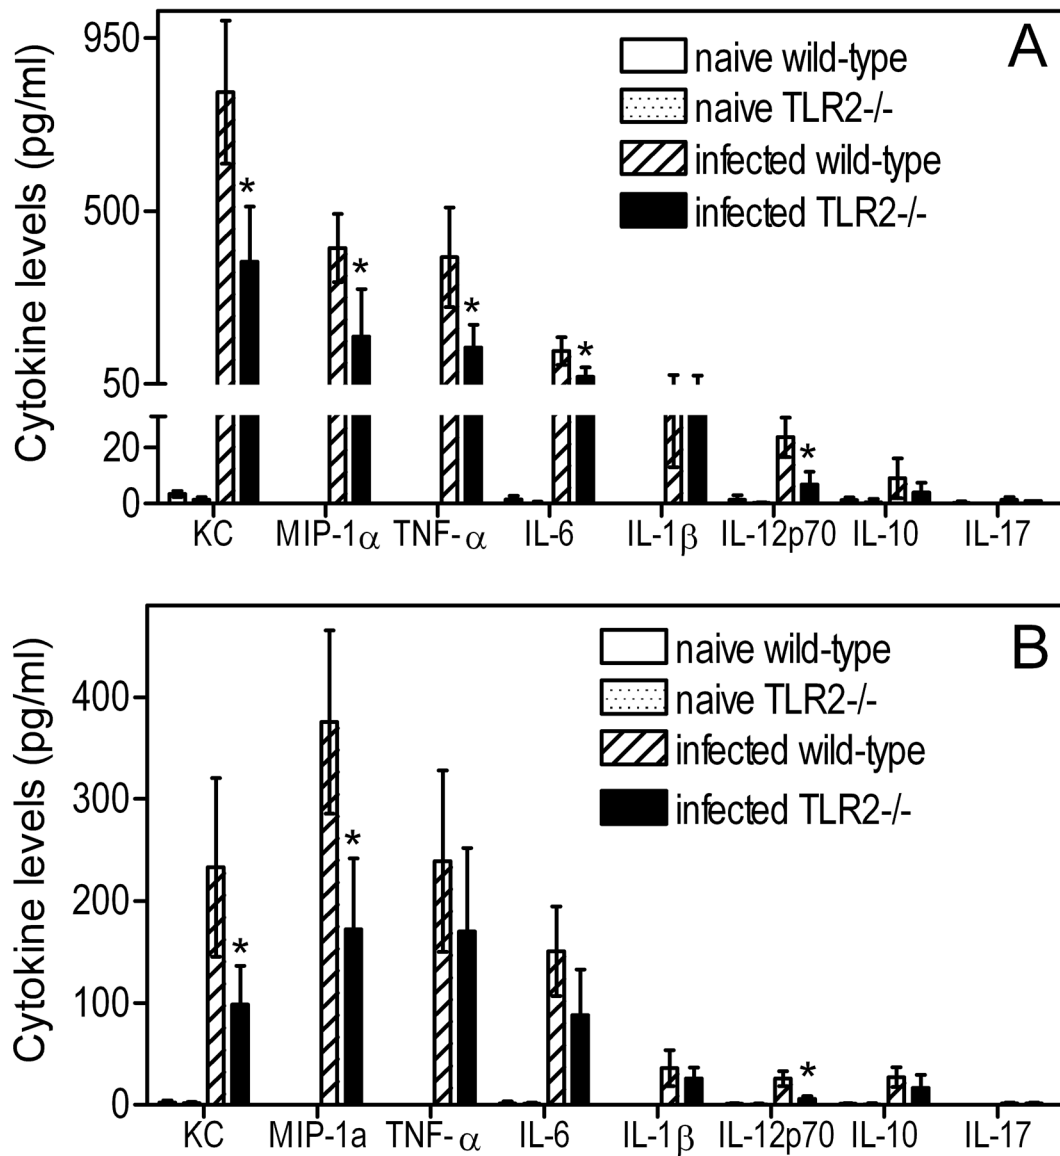 A
Cytokine levels (pg/ml)
950
500
50
20
0
naive wild-type
naive TLR2-/-
infected wild-type
infected TLR2-/-
*
*
*
*
*
KC MIP-1α TNF-α IL-6 IL-1β IL-12p70 IL-10 IL-17
B
Cytokine levels (pg/ml)
400
300
200
100
0
naive wild-type
naive TLR2-/-
infected wild-type
infected TLR2-/-
*
*
*
KC MIP-1a TNF-α IL-6 IL-1β IL-12p70 IL-10 IL-17